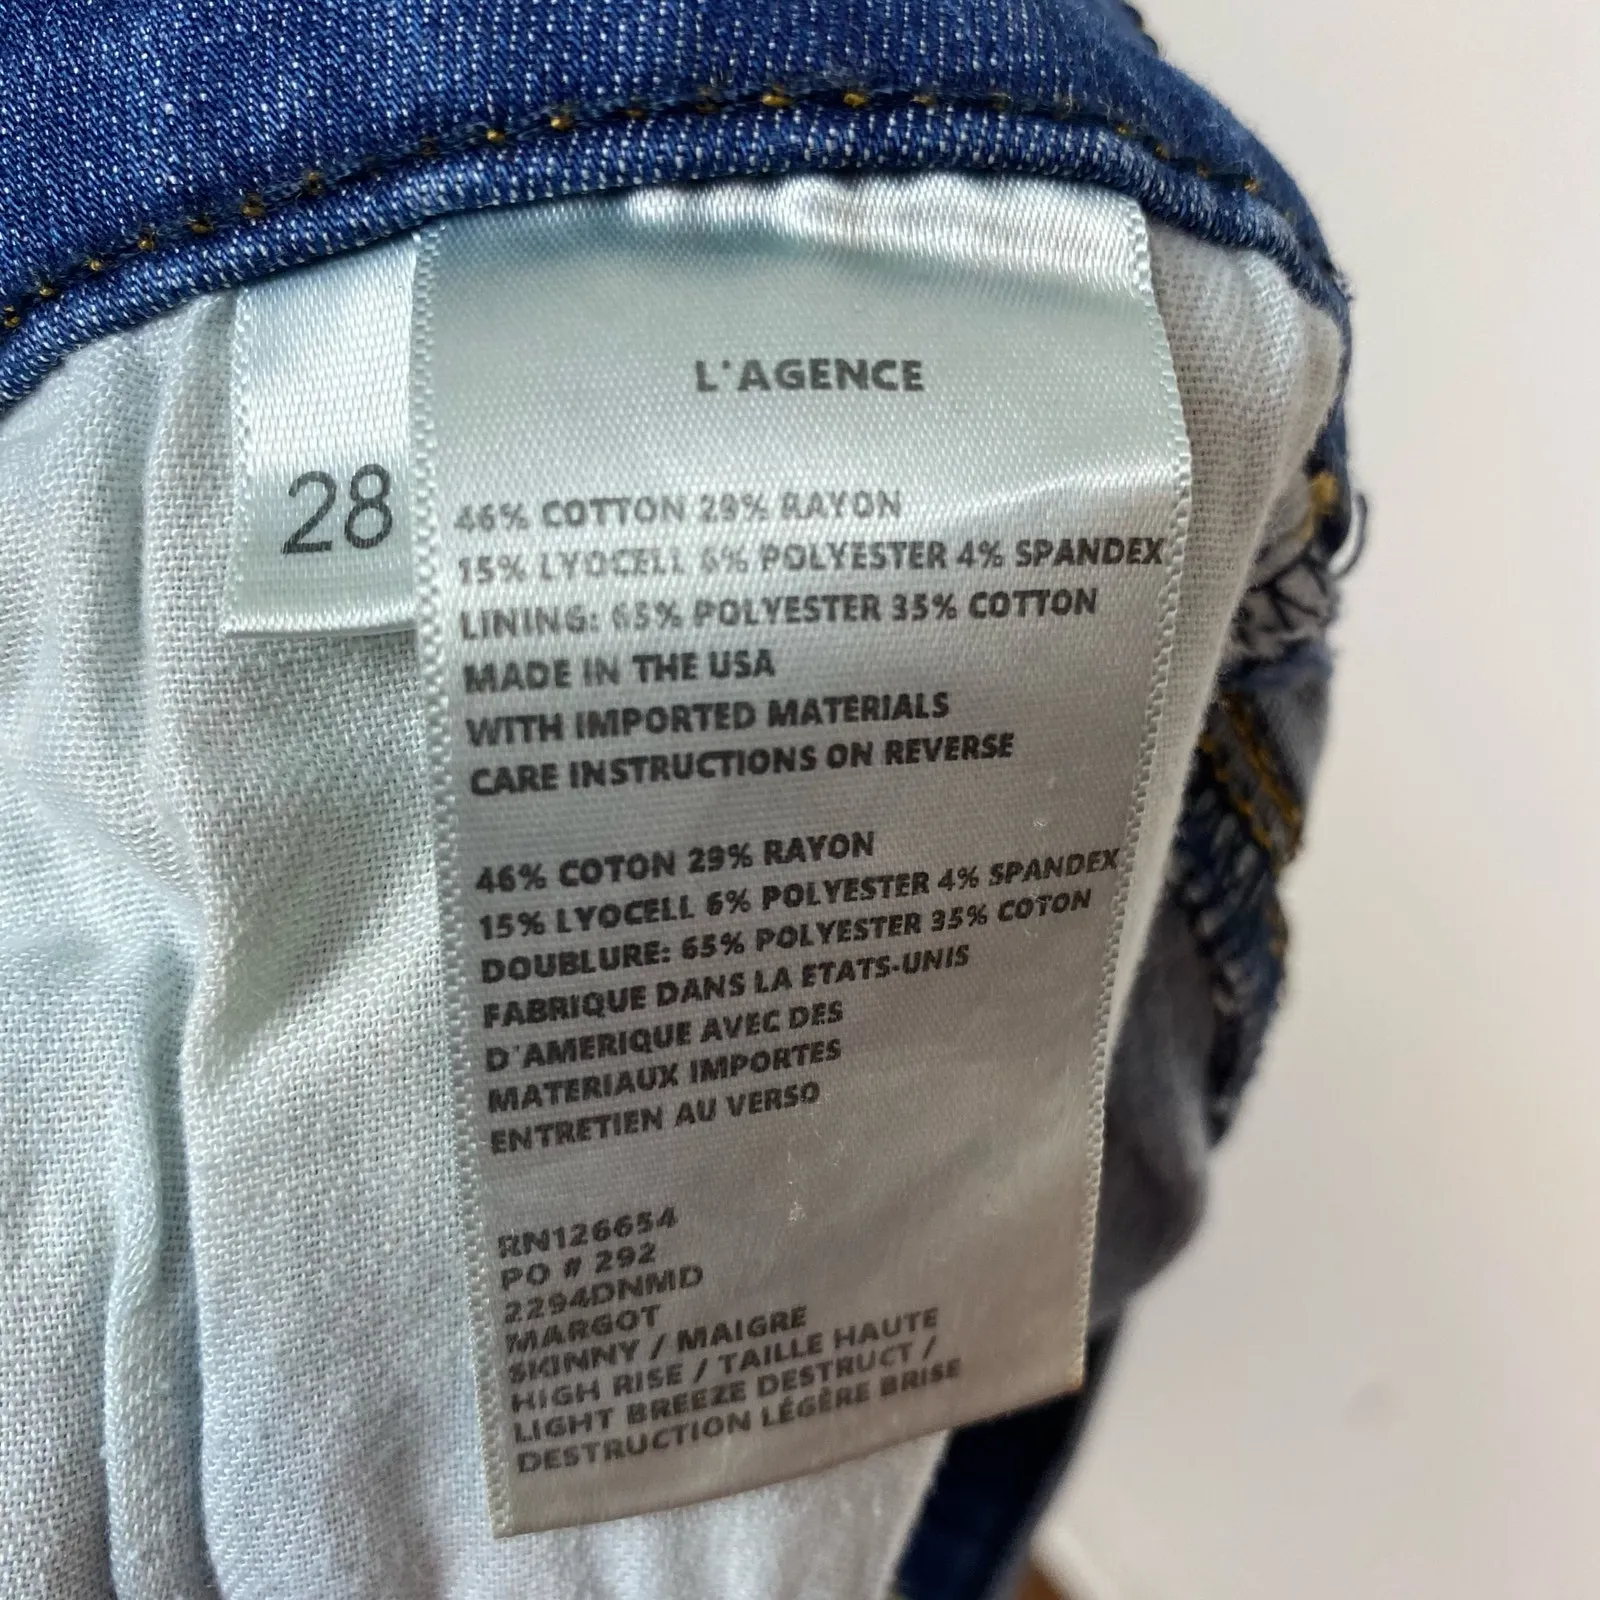 L'AGENCE
28
46% COTTON 29% RAYON
15% LYOCELL 6% POLYESTER 4% SPANDEX
LINING: 65% POLYESTER 35% COTTON
MADE IN THE USA
WITH IMPORTED MATERIALS
CARE INSTRUCTIONS ON REVERSE
46% COTON 29% RAYON
15% LYOCELL 6% POLYESTER 4% SPANDEX
DOUBLURE: 65% POLYESTER 35% COTON
FABRIQUE DANS LA ETATS-UNIS
D'AMERIQUE AVEC DES
MATERIAUX IMPORTES
ENTRETIEN AU VERSO
RN126654
PO # 292
2294DNMD
MARGOT
SKINNY / MAIGRE
HIGH RISE / TAILLE HAUTE
LIGHT BREEZE DESTRUCT /
DESTRUCTION LÉGÈRE BRISE